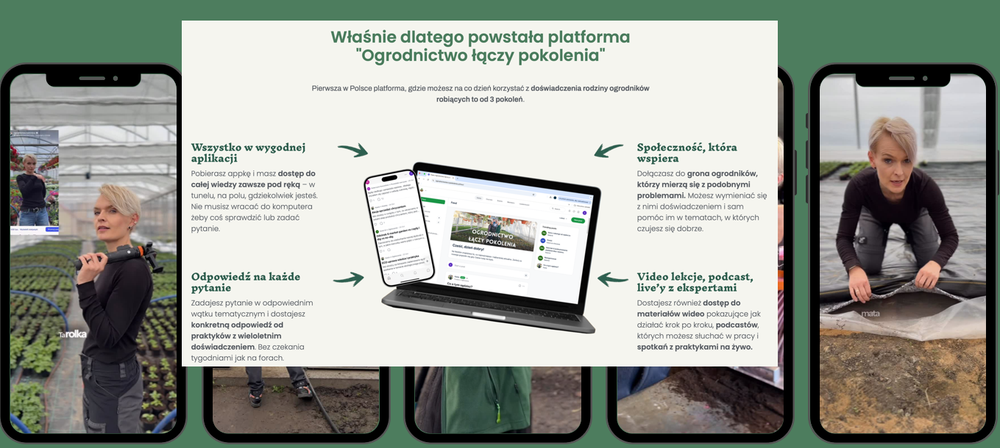 Właśnie dlatego powstała platforma
"Ogrodnictwo łączy pokolenia"
Pierwsza w Polsce platforma, gdzie możesz na co dzień korzystać z doświadczenia rodziny ogrodników
robiących to od 3 pokoleń.
Wszystko w wygodnej
aplikacji
Pobierasz appkę i masz dostęp do
całej wiedzy zawsze pod ręką – w
tunelu, na polu, gdziekolwiek jesteś.
Nie musisz wracać do komputera
żeby coś sprawdzić lub zadać
pytanie.
Odpowiedź na każde
pytanie
Zadajesz pytanie w odpowiednim
wątku tematycznym i dostajesz
konkretną odpowiedź od
praktyków z wieloletnim
doświadczeniem. Bez czekania
tygodniami jak na forach.
OGRODNICTWO
ŁĄCZY POKOLENIA
Cześć, dzień dobry!
Społeczność, która
wspiera
Dołączasz do grona ogrodników,
którzy mierzą się z podobnymi
problemami. Możesz wymieniać się
z nimi doświadczeniem i sam
pomóc im w tematach, w których
czujesz się dobrze.
Video lekcje, podcast,
live'y z ekspertami
Dostajesz również dostęp do
materiałów wideo pokazujące jak
działać krok po kroku, podcastów,
których możesz słuchać w pracy i
spotkań z praktykami na żywo.
Ta rolka
mata